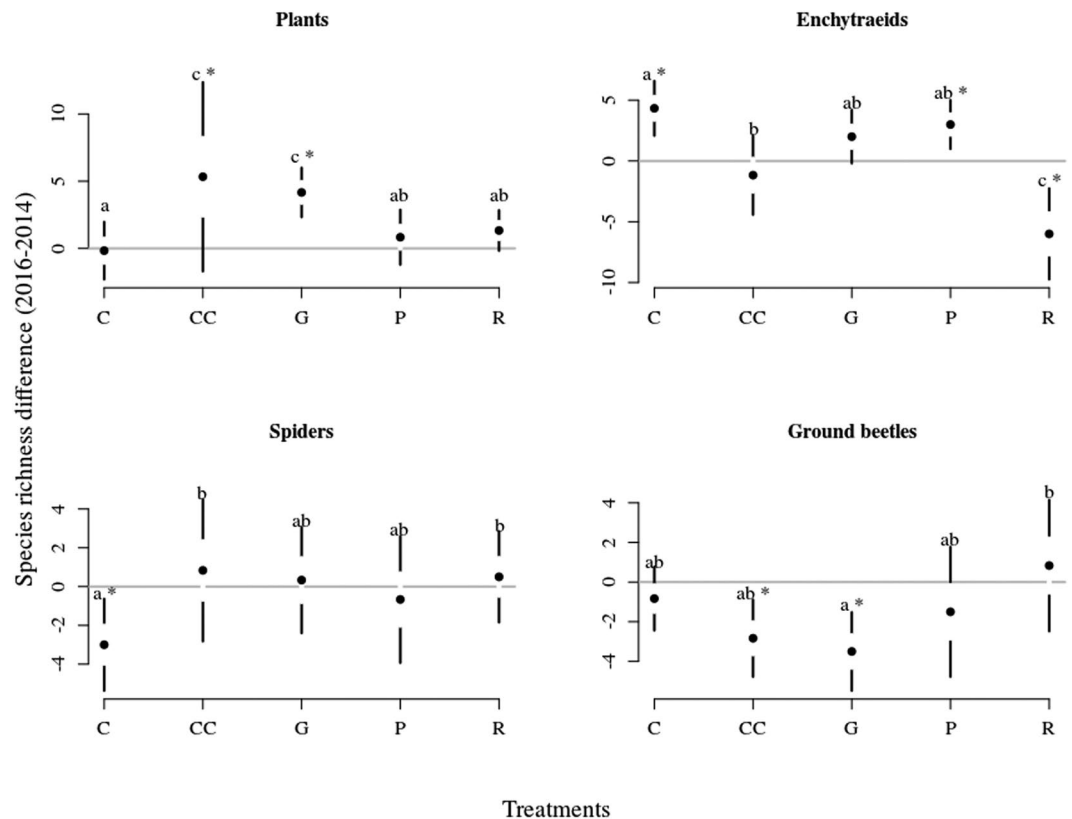 Plants
Enchytraeids
Species richness difference (2016-2014)
10
5
0
a
c *
c *
ab
ab
C
CC
G
P
R
5
0
-5
-10
a *
b
ab
ab *
c *
C
CC
G
P
R
Spiders
Ground beetles
4
2
0
-2
-4
a *
b
ab
ab
b
C
CC
G
P
R
4
2
0
-2
-4
ab
ab *
a *
ab
b
C
CC
G
P
R
Treatments